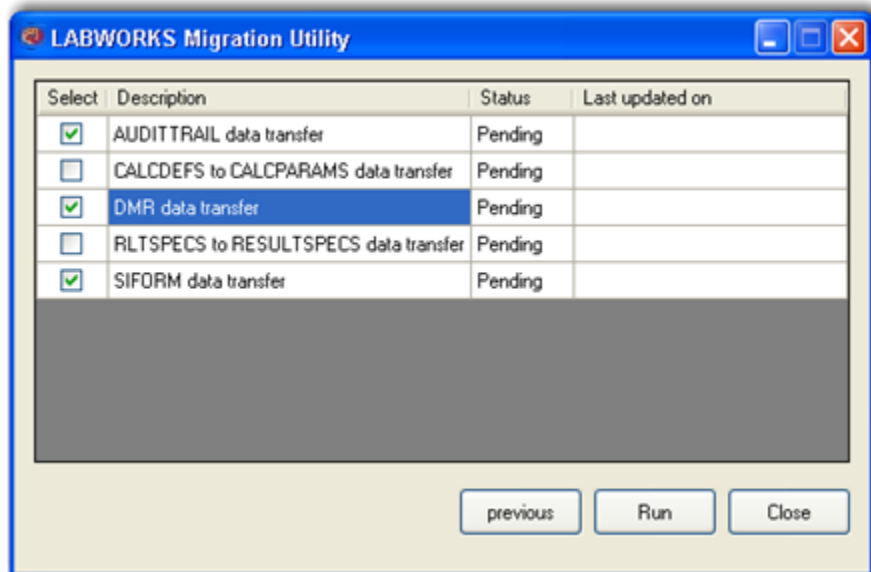 LABWORKS Migration Utility
Select Description Status Last updated on
AUDITTRAIL data transfer Pending
CALCDEFS to CALCPARAMS data transfer Pending
DMR data transfer Pending
RLTSPECS to RESULTSPECS data transfer Pending
SIFORM data transfer Pending
previous Run Close